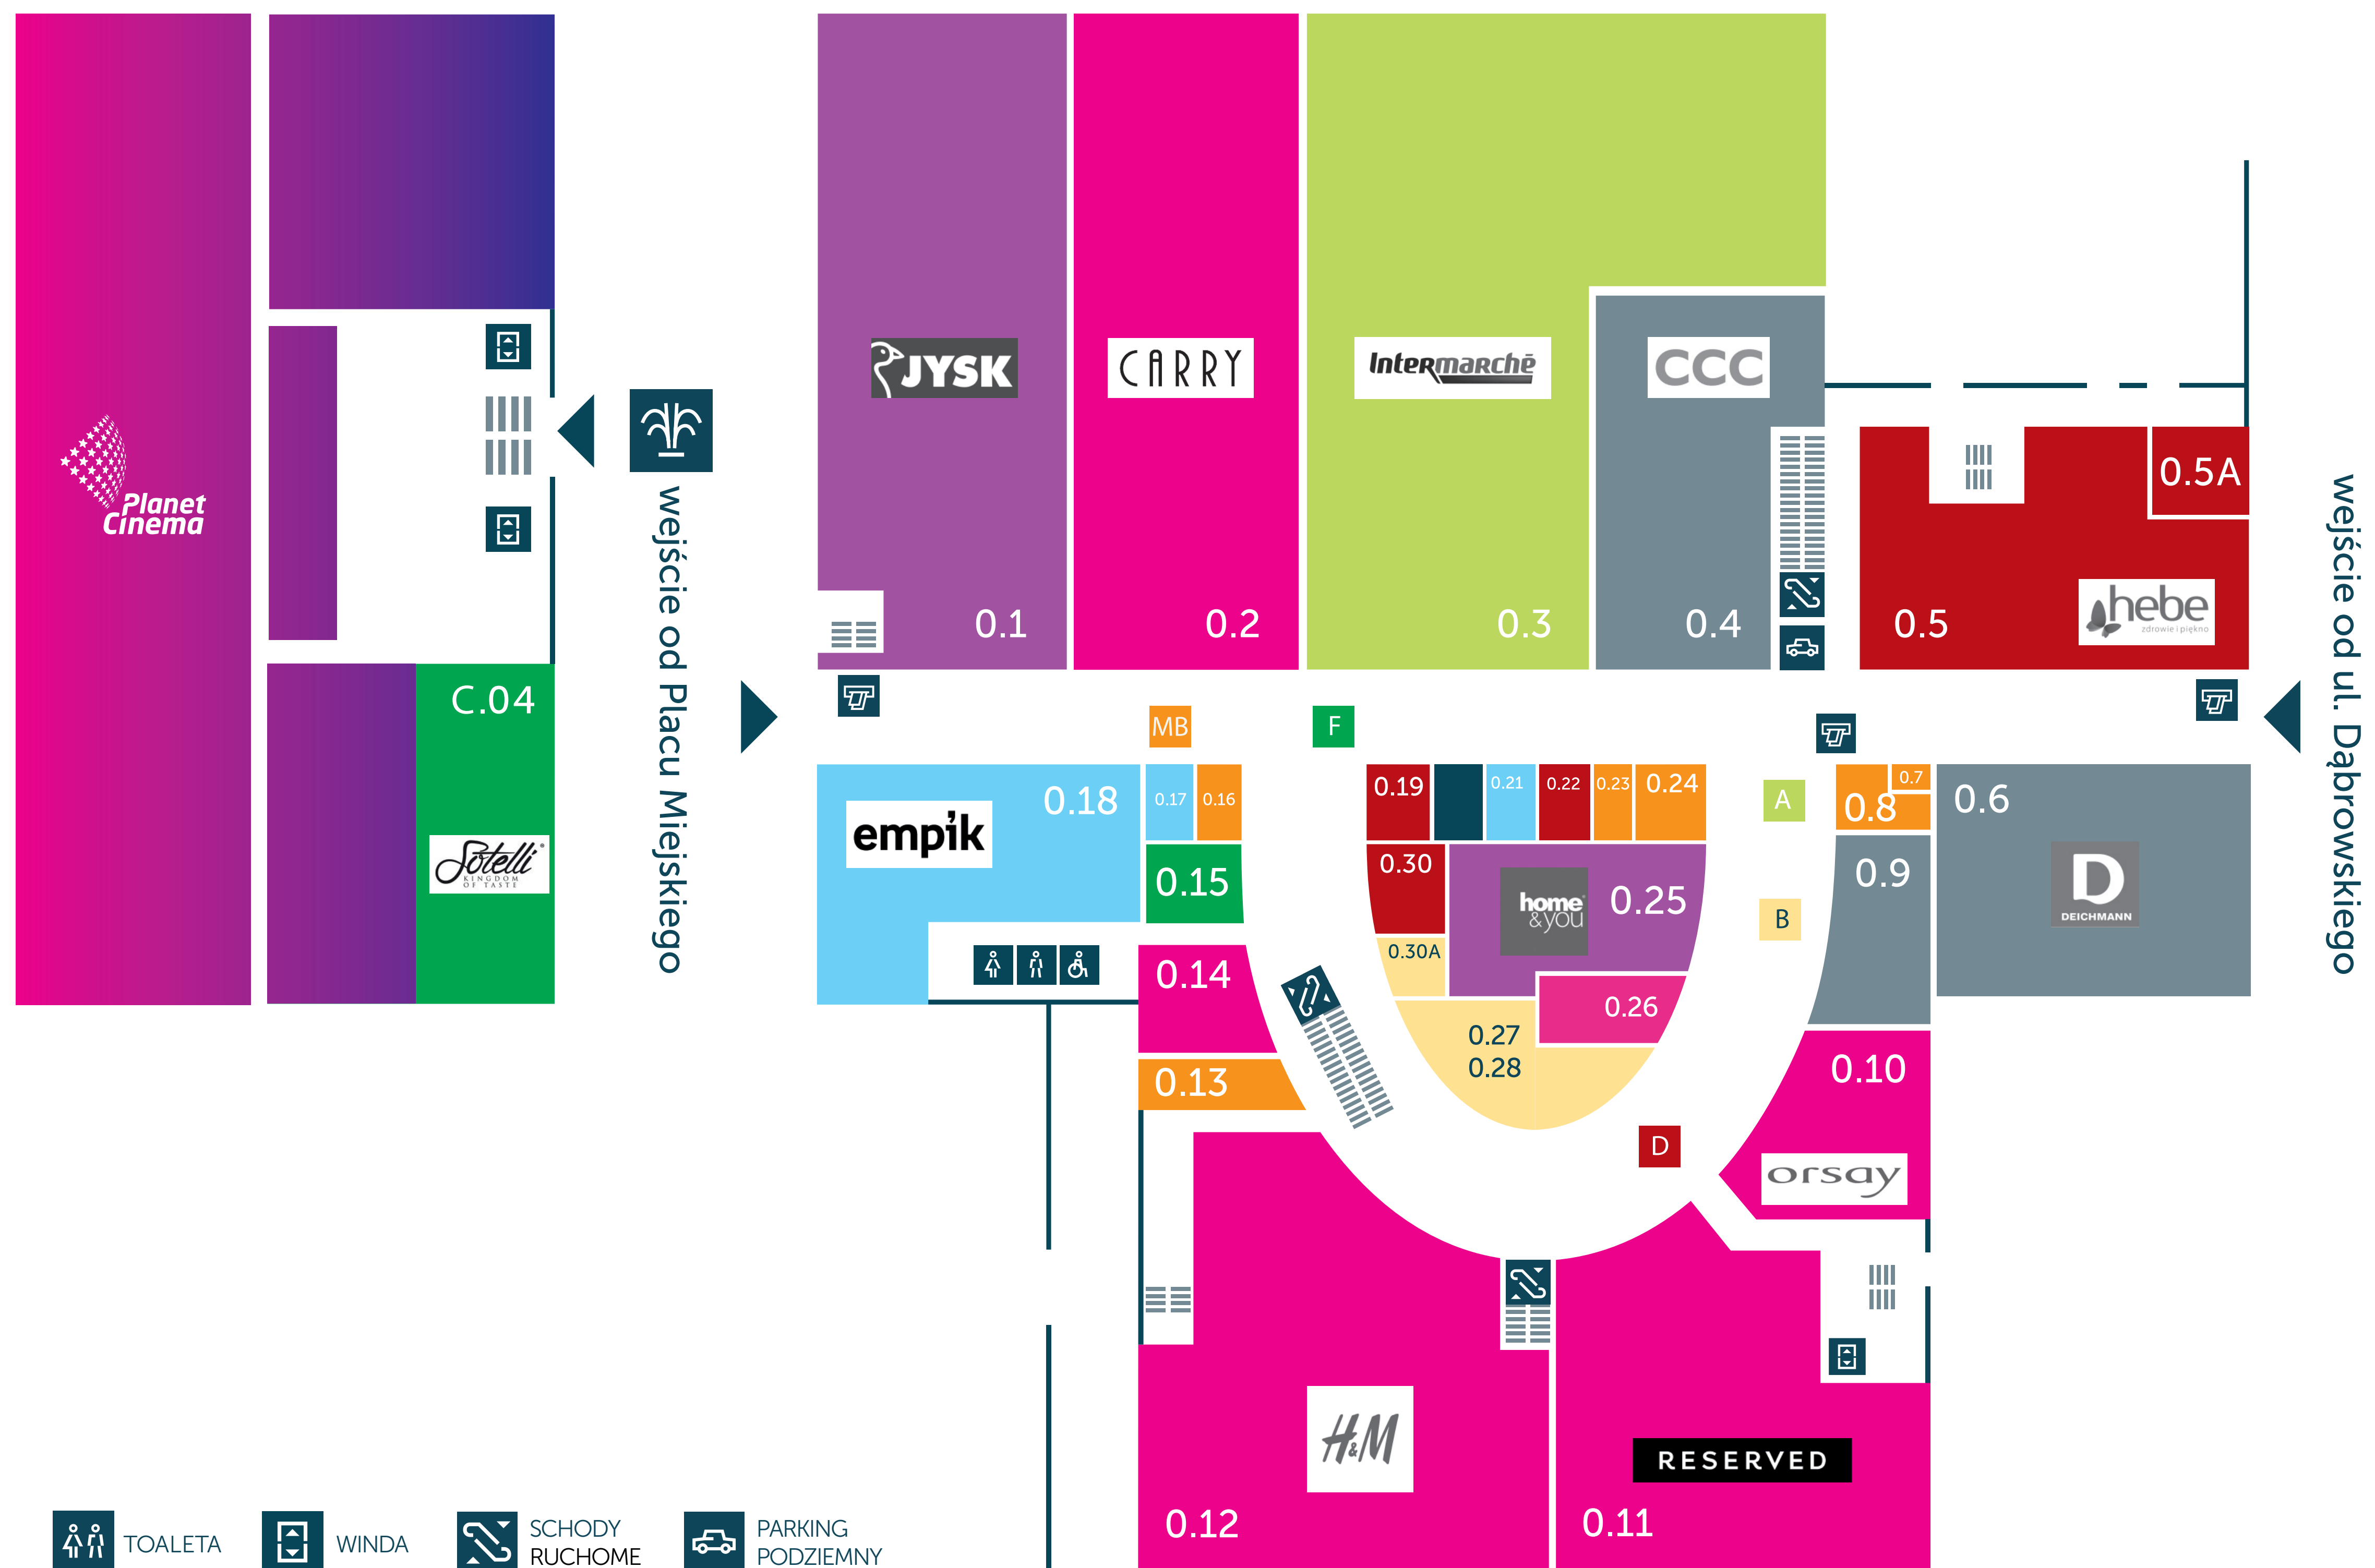 JYSK
CARRY
Intermarchē
CCC
Planet
Cinema
0.5A
hebe
zdrowie i piękno
0.1
0.2
0.3
0.4
0.5
wejście od Placu Miejskiego
wejście od ul. Dąbrowskiego
C.04
Sotelli
KINGDOM
OF TASTE
MB
F
A
B
D
0.18
empik
0.17
0.16
0.15
0.14
0.13
0.19
0.21
0.22
0.23
0.24
0.30
home
&you
0.25
0.30A
0.26
0.27
0.28
0.7
0.8
0.6
0.9
D
DEICHMANN
0.10
orsay
H&M
RESERVED
0.12
0.11
TOALETA
WINDA
SCHODY
RUCHOME
PARKING
PODZIEMNY